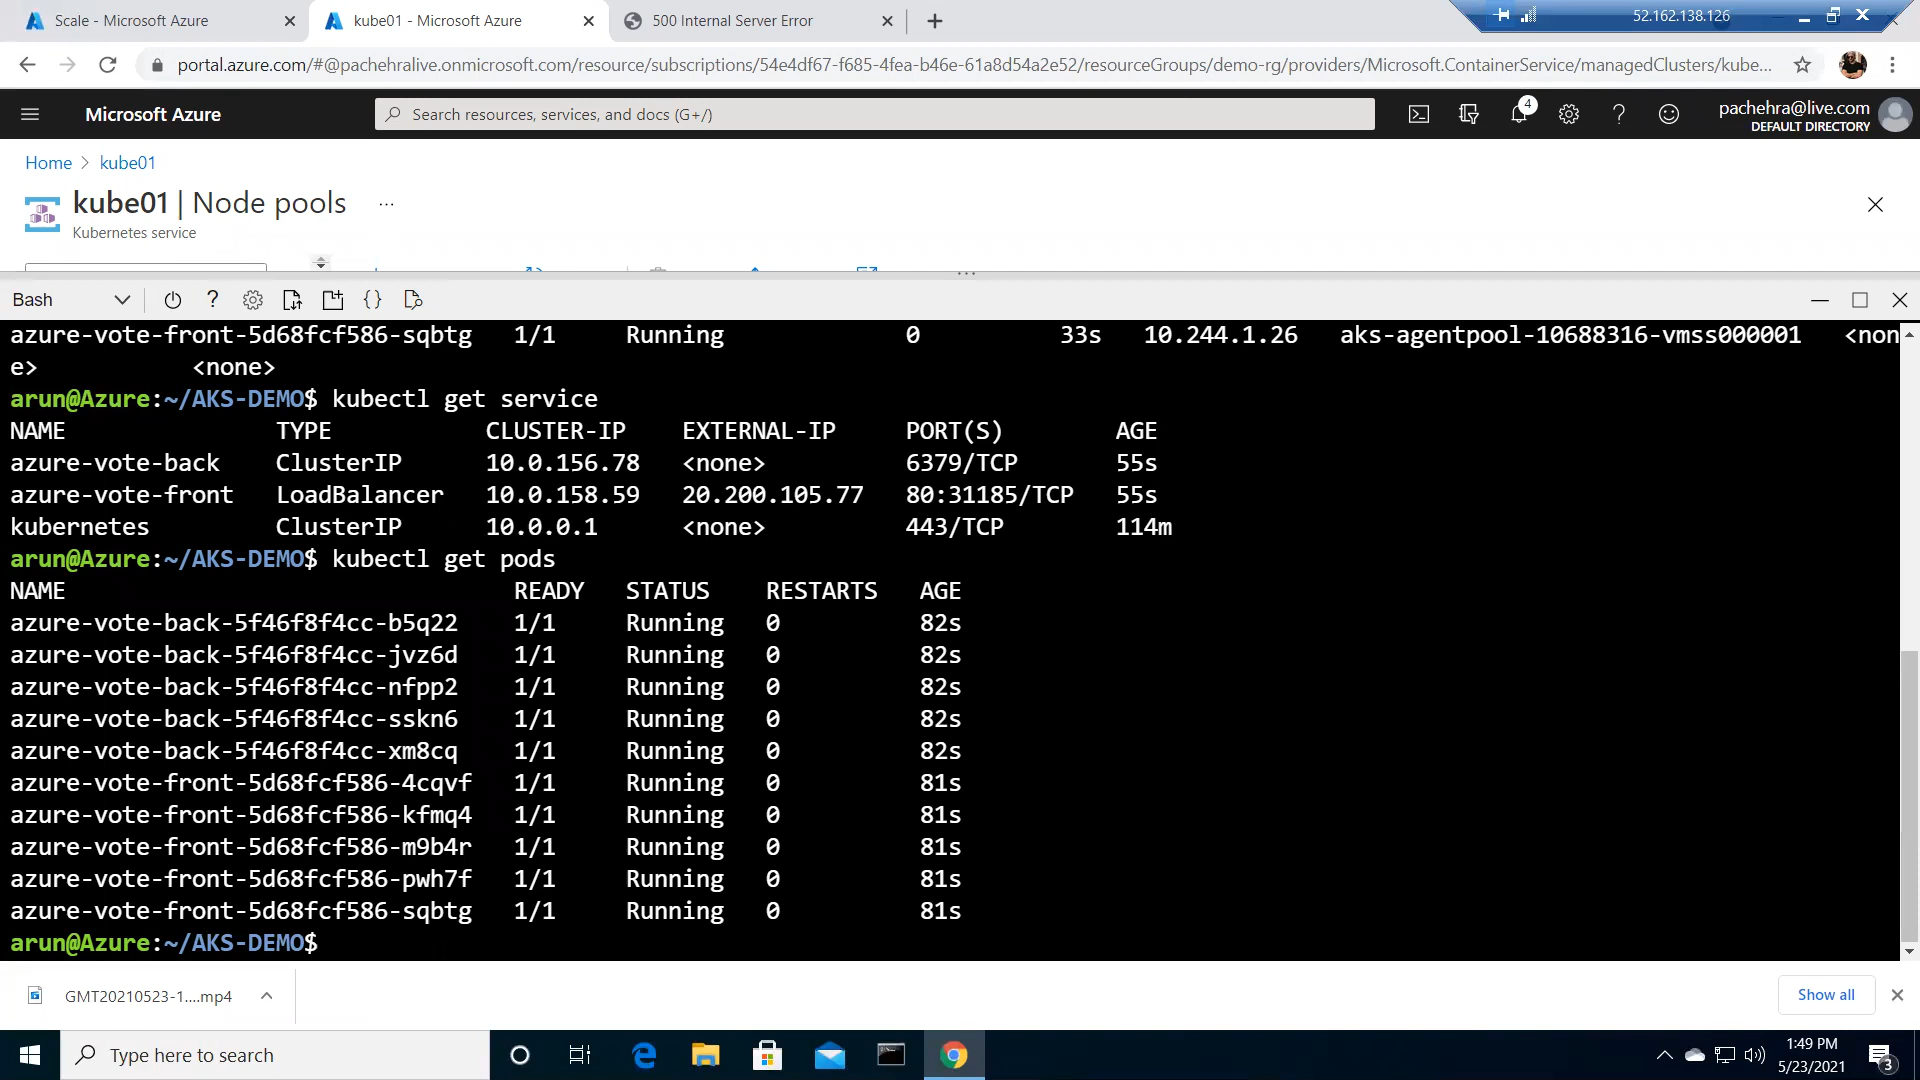 Scale - Microsoft Azure
kube01 - Microsoft Azure
500 Internal Server Error
52.162.138.126
portal.azure.com/#@pachehralive.onmicrosoft.com/resource/subscriptions/54e4df67-f685-4fea-b46e-61a8d54a2e52/resourceGroups/demo-rg/providers/Microsoft.ContainerService/managedClusters/kube...
Microsoft Azure
Search resources, services, and docs (G+/)
4
pachehra@live.com
DEFAULT DIRECTORY
Home > kube01
kube01 | Node pools ...
Kubernetes service
Bash
azure-vote-front-5d68fcf586-sqbtg 1/1 Running 0 33s 10.244.1.26 aks-agentpool-10688316-vmss000001 <non
e> <none>
arun@Azure:~/AKS-DEMO$ kubectl get service
NAME TYPE CLUSTER-IP EXTERNAL-IP PORT(S) AGE
azure-vote-back ClusterIP 10.0.156.78 <none> 6379/TCP 55s
azure-vote-front LoadBalancer 10.0.158.59 20.200.105.77 80:31185/TCP 55s
kubernetes ClusterIP 10.0.0.1 <none> 443/TCP 114m
arun@Azure:~/AKS-DEMO$ kubectl get pods
NAME READY STATUS RESTARTS AGE
azure-vote-back-5f46f8f4cc-b5q22 1/1 Running 0 82s
azure-vote-back-5f46f8f4cc-jvz6d 1/1 Running 0 82s
azure-vote-back-5f46f8f4cc-nfpp2 1/1 Running 0 82s
azure-vote-back-5f46f8f4cc-sskn6 1/1 Running 0 82s
azure-vote-back-5f46f8f4cc-xm8cq 1/1 Running 0 82s
azure-vote-front-5d68fcf586-4cqvf 1/1 Running 0 81s
azure-vote-front-5d68fcf586-kfmq4 1/1 Running 0 81s
azure-vote-front-5d68fcf586-m9b4r 1/1 Running 0 81s
azure-vote-front-5d68fcf586-pwh7f 1/1 Running 0 81s
azure-vote-front-5d68fcf586-sqbtg 1/1 Running 0 81s
arun@Azure:~/AKS-DEMO$
GMT20210523-1....mp4
Show all
Type here to search
1:49 PM
5/23/2021
3